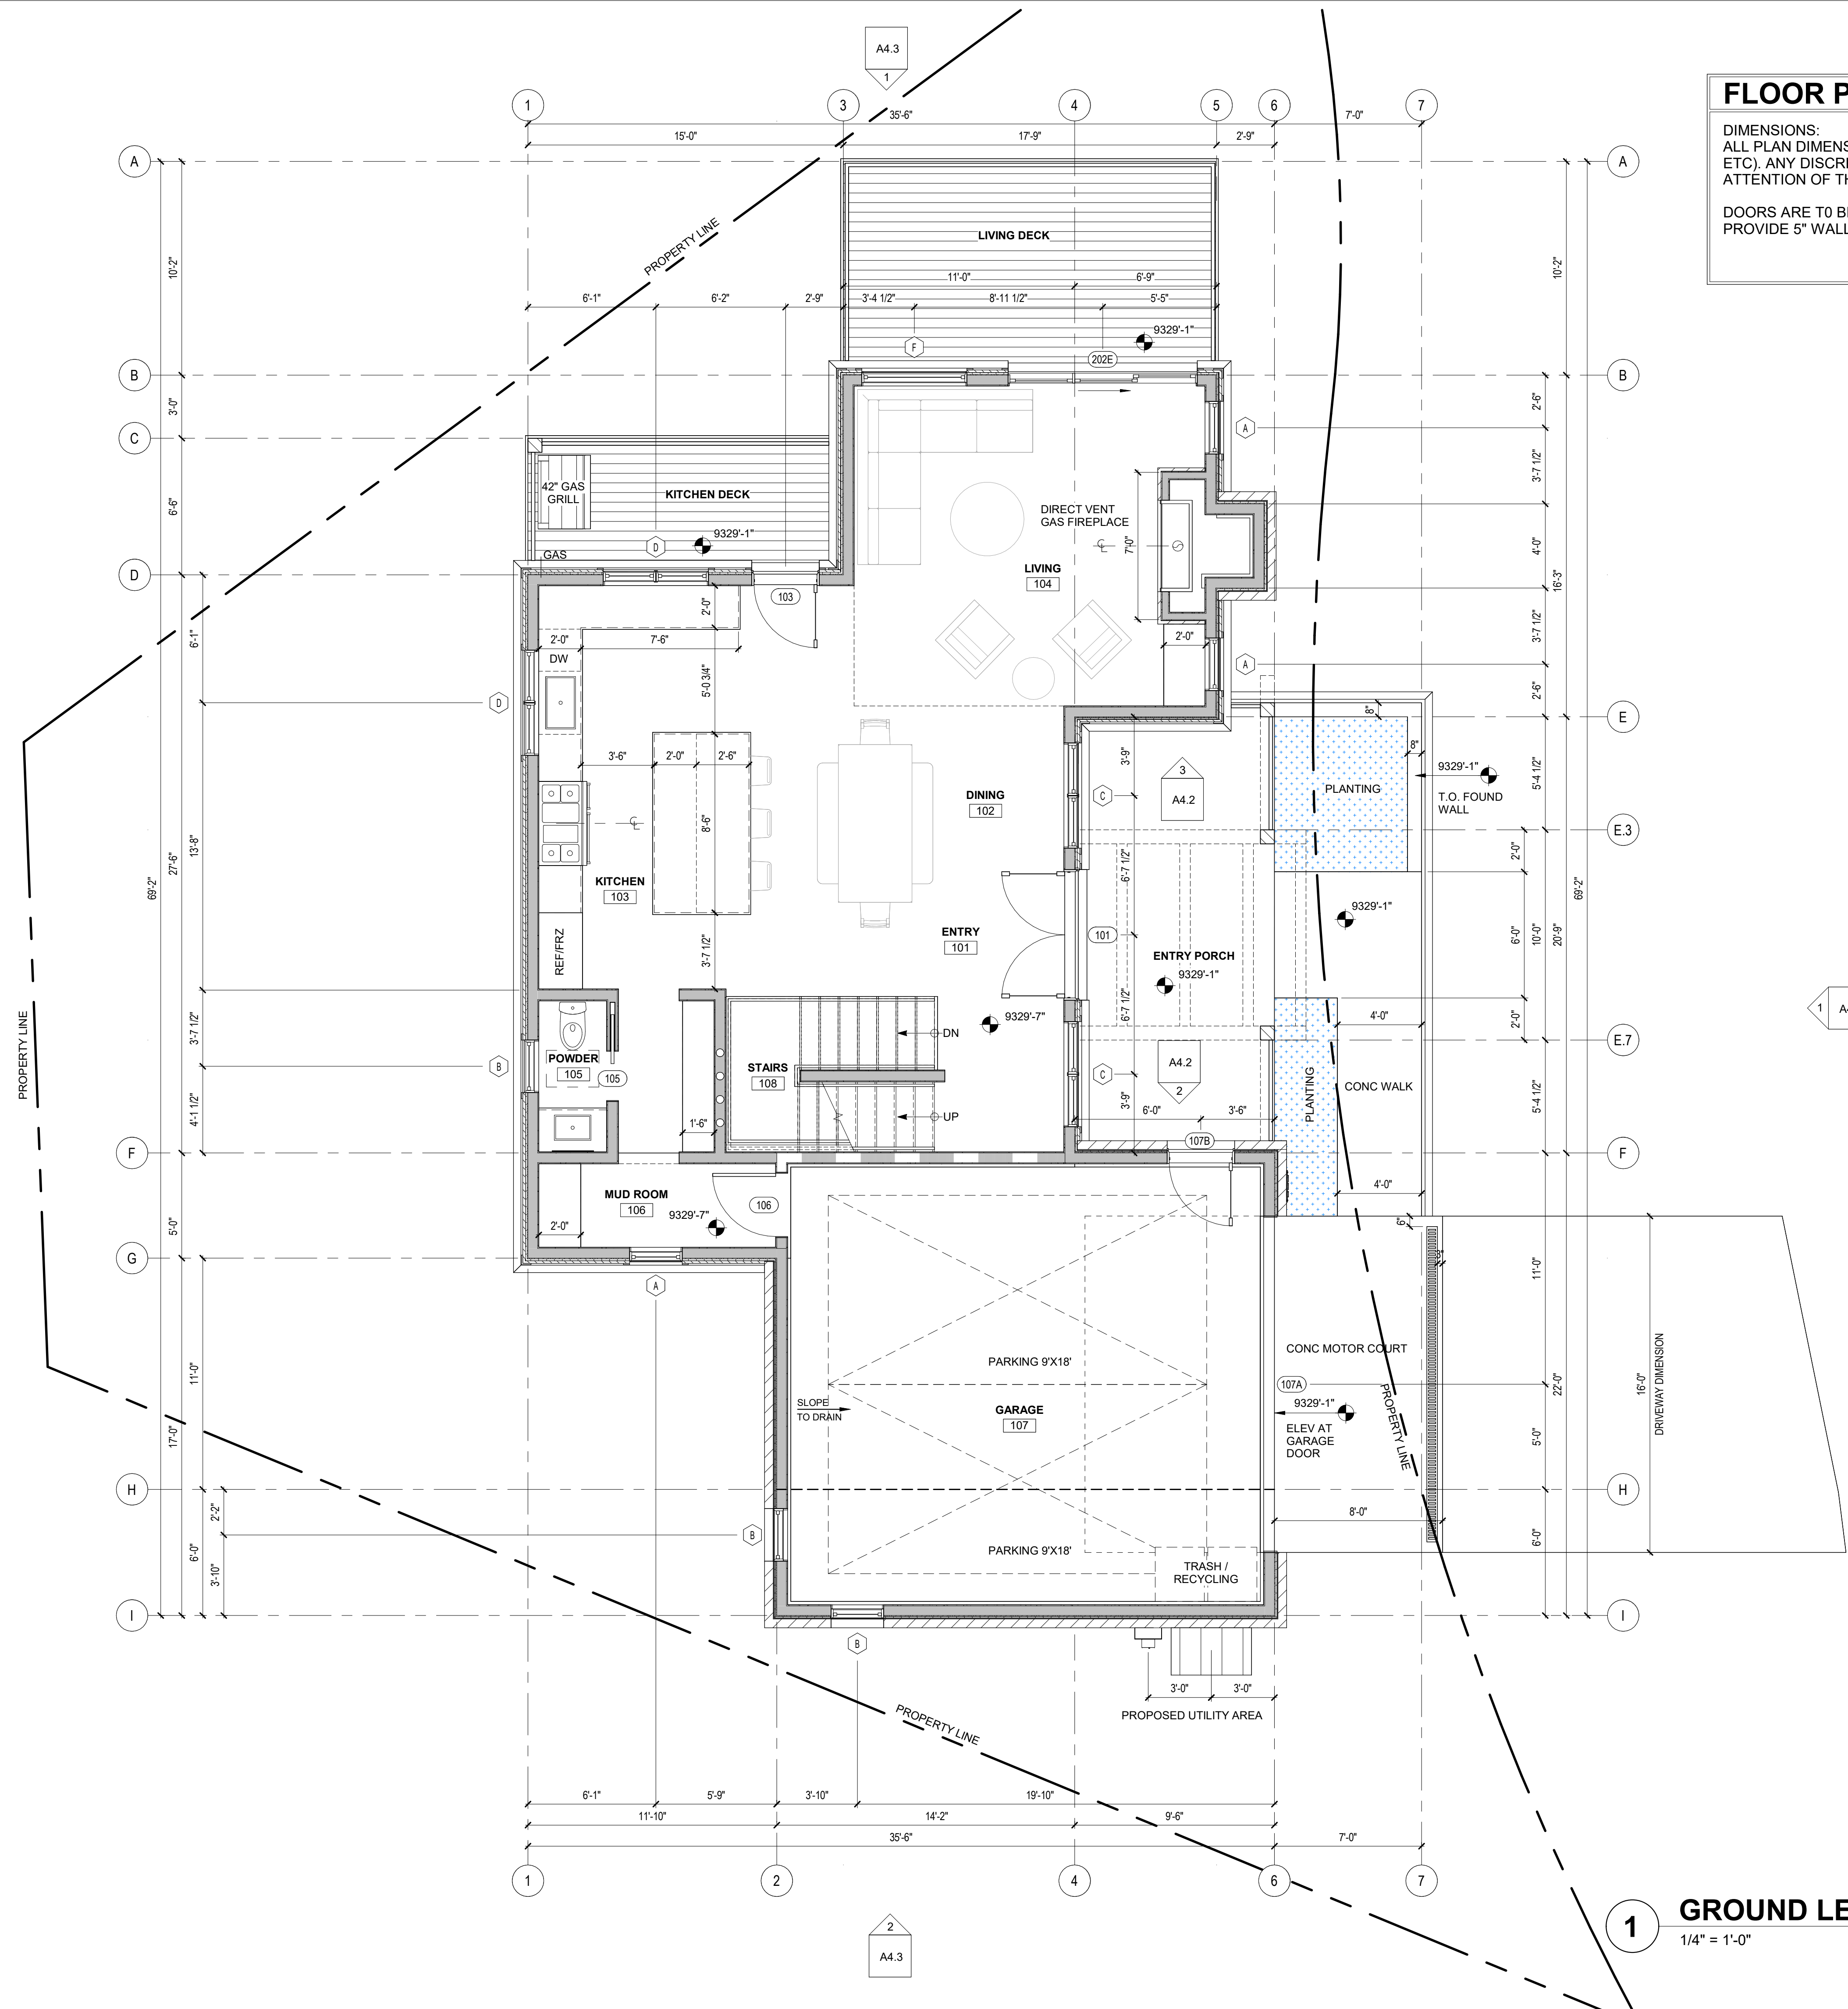 A4.3
1
1
3
4
5
6
7
35'-6"
7'-0"
15'-0"
17'-9"
2'-9"
FLOOR P
DIMENSIONS:
ALL PLAN DIMENS
ETC). ANY DISCRE
ATTENTION OF TH
DOORS ARE T0 BE
PROVIDE 5" WALL
A
A
PROPERTY LINE
LIVING DECK
10'-2"
10'-2"
11'-0"
6'-9"
6'-1"
6'-2"
2'-9"
3'-4 1/2"
8'-11 1/2"
5'-5"
9329'-1"
F
202E
B
B
3'-0"
2'-6"
C
A
6'-6"
42" GAS
GRILL
KITCHEN DECK
3'-7 1/2"
DIRECT VENT
GAS FIREPLACE
9329'-1"
D
GAS
7'-0"
4'-0"
16'-3"
D
LIVING
104
103
2'-0"
6'-1"
2'-0"
7'-6"
2'-0"
3'-7 1/2"
DW
A
5'-0 3/4"
2'-6"
D
8"
E
8"
3'-9"
3'-6"
2'-0"
2'-6"
3
A4.2
9329'-1"
T.O. FOUND
WALL
5'-4 1/2"
PLANTING
DINING
102
C
8'-6"
E.3
13'-8"
27'-6"
69'-2"
6'-7 1/2"
2'-0"
KITCHEN
103
69'-2"
9329'-1"
REF/FRZ
3'-7 1/2"
ENTRY
101
101
6'-0"
10'-0"
20'-9"
ENTRY PORCH
9329'-1"
6'-7 1/2"
1
A4
9329'-7"
4'-0"
2'-0"
3'-7 1/2"
DN
E.7
PROPERTY LINE
POWDER
105
105
B
STAIRS
108
A4.2
2
C
CONC WALK
PLANTING
5'-4 1/2"
4'-1 1/2"
3'-9"
6'-0"
3'-6"
UP
1'-6"
107B
F
F
MUD ROOM
106
9329'-7"
106
4'-0"
2'-0"
5'-0"
6"
G
3"
11'-0"
A
11'-0"
CONC MOTOR COURT
PARKING 9'X18'
107A
SLOPE
TO DRAIN
GARAGE
107
9329'-1"
ELEV AT
GARAGE
DOOR
PROPERTY LINE
22'-0"
16'-0"
DRIVEWAY DIMENSION
17'-0"
5'-0"
H
H
2'-2"
8'-0"
B
6'-0"
6'-0"
3'-10"
PARKING 9'X18'
TRASH /
RECYCLING
I
I
B
3'-0"
3'-0"
PROPOSED UTILITY AREA
PROPERTY LINE
6'-1"
5'-9"
3'-10"
19'-10"
11'-10"
14'-2"
9'-6"
35'-6"
7'-0"
1
2
4
6
7
2
A4.3
1
GROUND LE
1/4" = 1'-0"